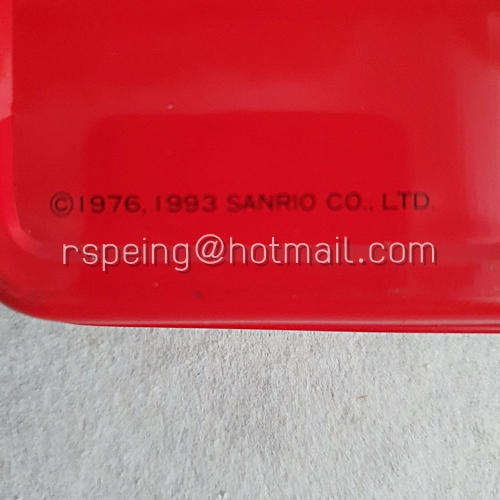 ©1976, 1993 SANRIO CO., LTD.
rspeing@hotmail.com